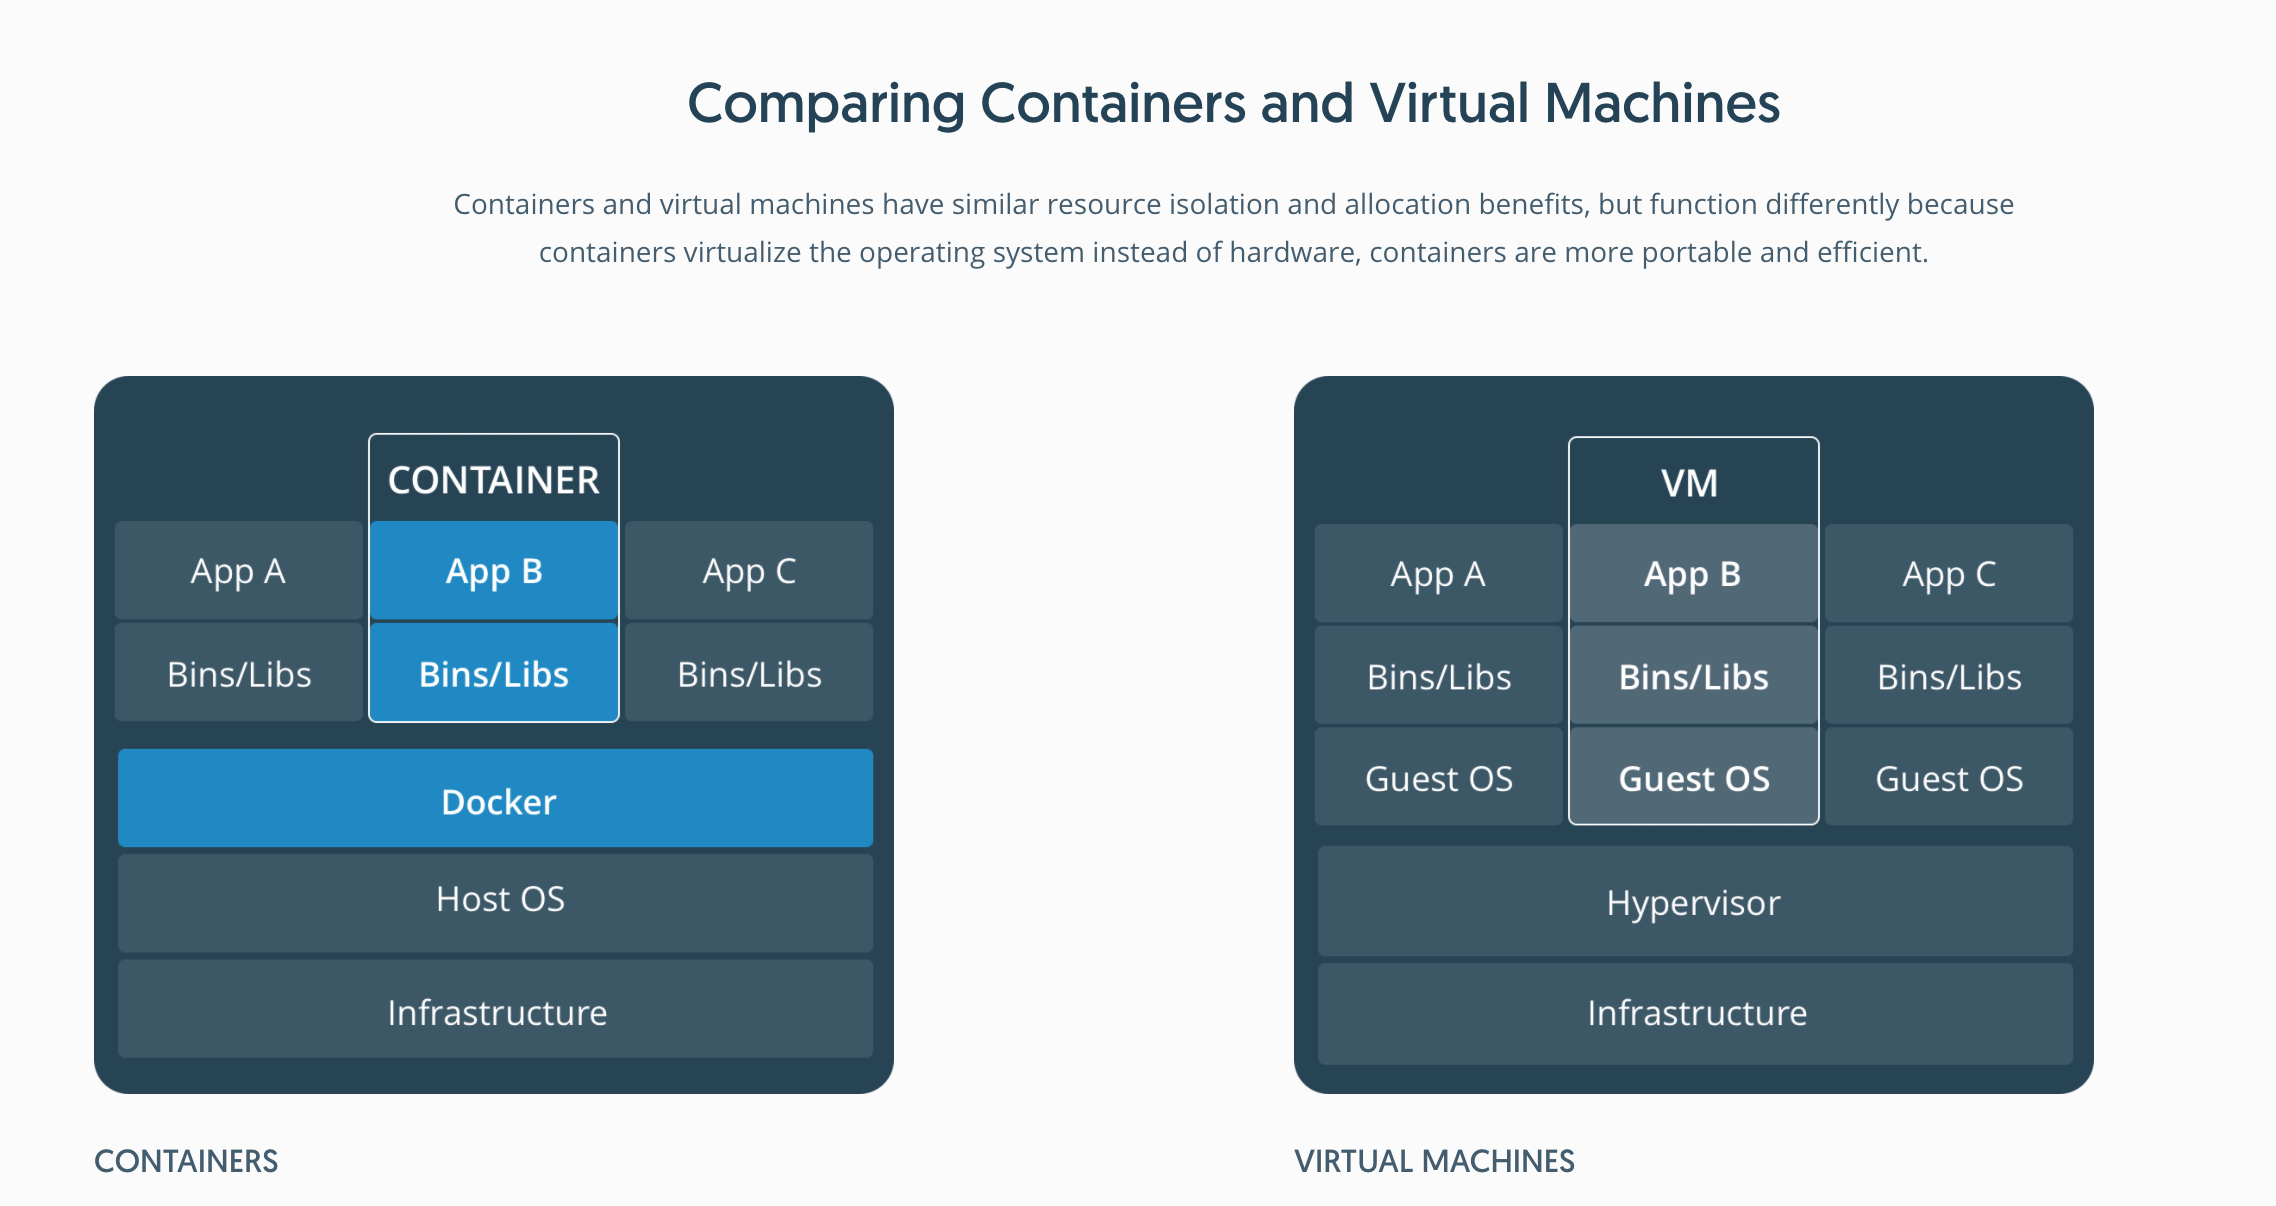 Comparing Containers and Virtual Machines
Containers and virtual machines have similar resource isolation and allocation benefits, but function differently because
containers virtualize the operating system instead of hardware, containers are more portable and efficient.
CONTAINER
App A
App B
App C
Bins/Libs
Bins/Libs
Bins/Libs
Docker
Host OS
Infrastructure
CONTAINERS
VM
App A
App B
App C
Bins/Libs
Bins/Libs
Bins/Libs
Guest OS
Guest OS
Guest OS
Hypervisor
Infrastructure
VIRTUAL MACHINES